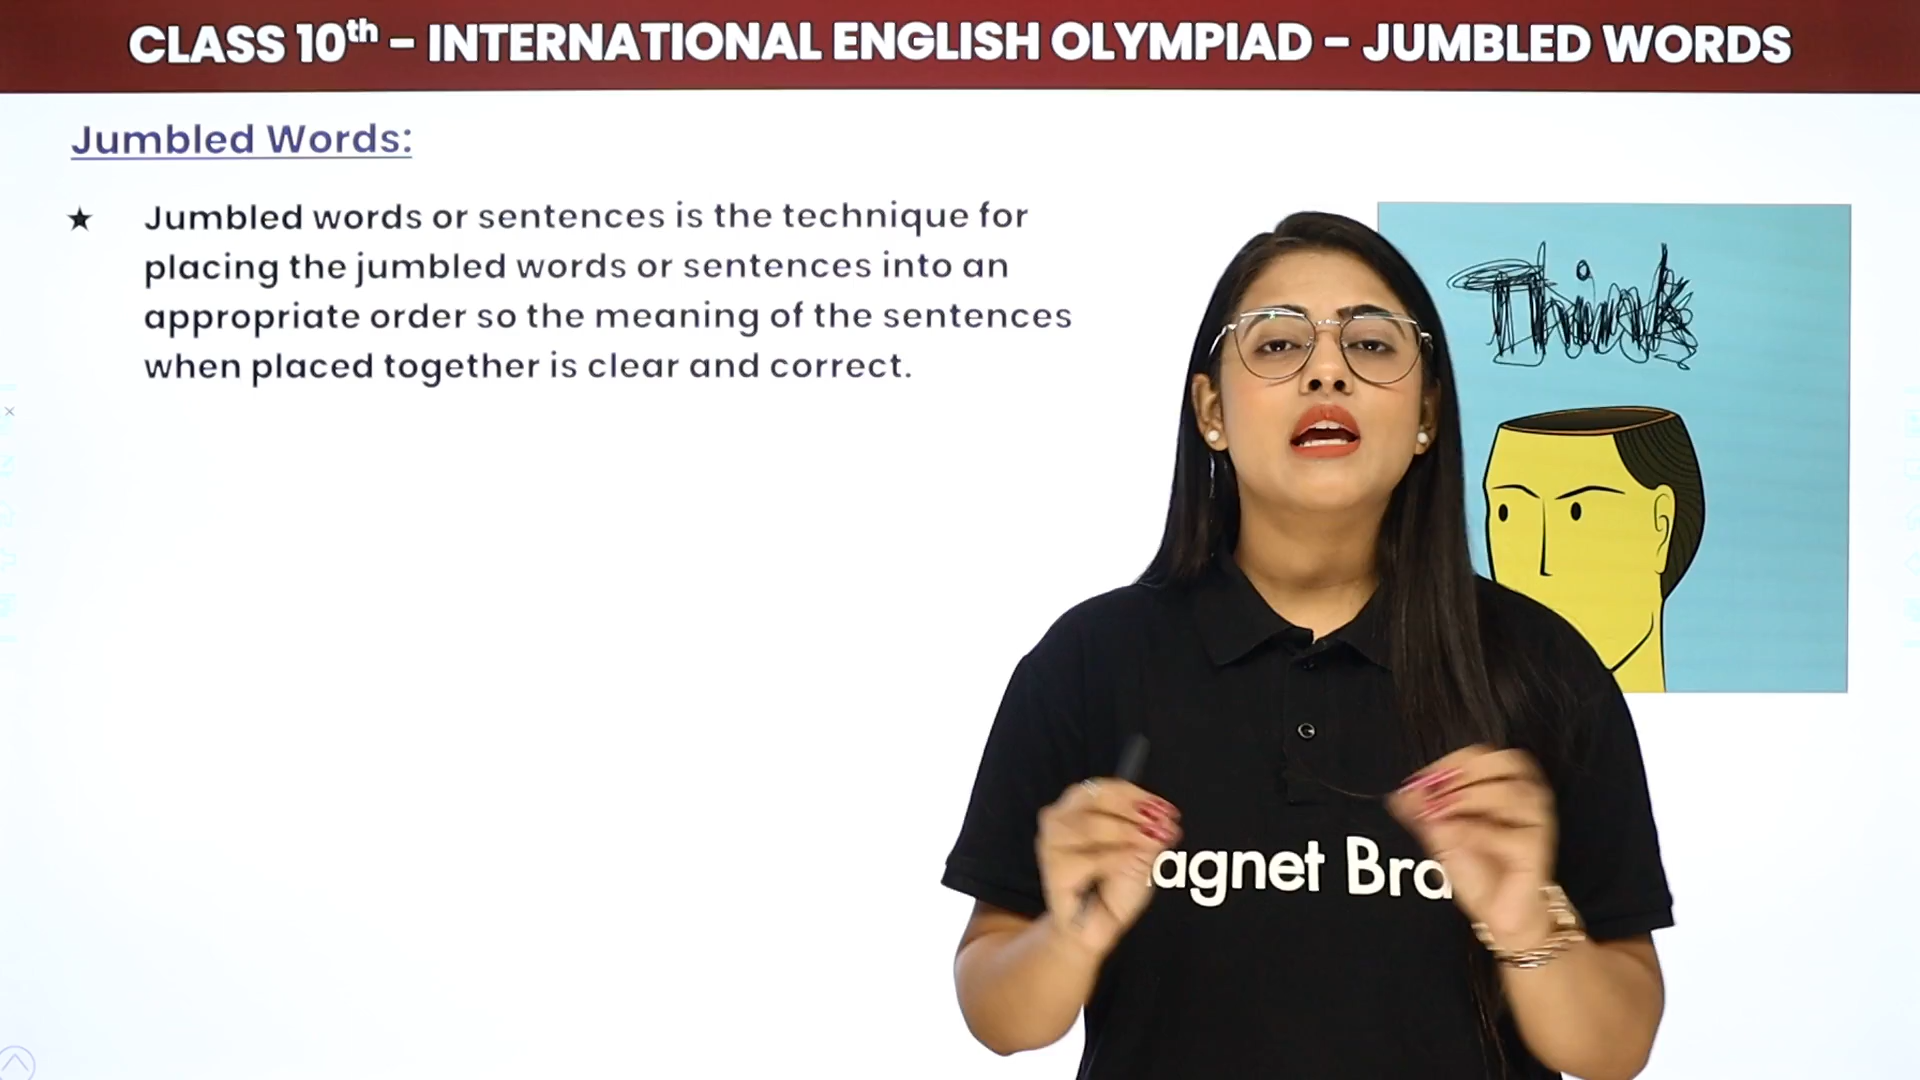 CLASS 10th – INTERNATIONAL ENGLISH OLYMPIAD – JUMBLED WORDS
Jumbled Words:
★ Jumbled words or sentences is the technique for
placing the jumbled words or sentences into an
appropriate order so the meaning of the sentences
when placed together is clear and correct.
Think
agnet Bra